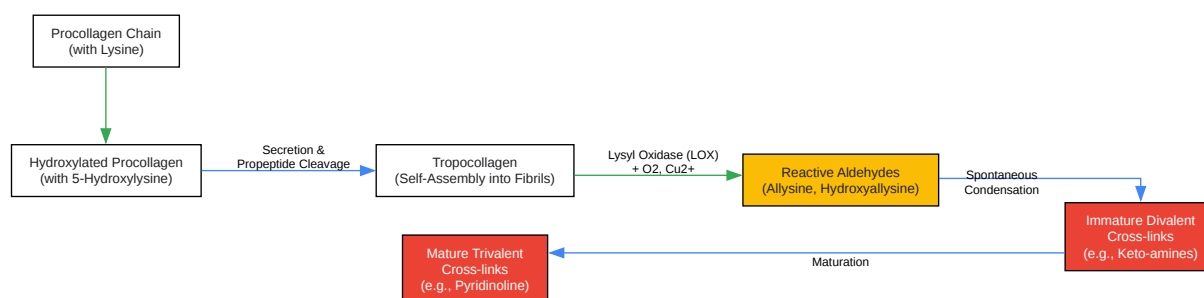 Procollagen Chain
(with Lysine)
Hydroxylated Procollagen
(with 5-Hydroxylysine)
Secretion &
Propeptide Cleavage
Tropocollagen
(Self-Assembly into Fibrils)
Lysyl Oxidase (LOX)
+ O2, Cu2+
Reactive Aldehydes
(Allysine, Hydroxyallysine)
Spontaneous
Condensation
Immature Divalent
Cross-links
(e.g., Keto-amines)
Maturation
Mature Trivalent
Cross-links
(e.g., Pyridinoline)